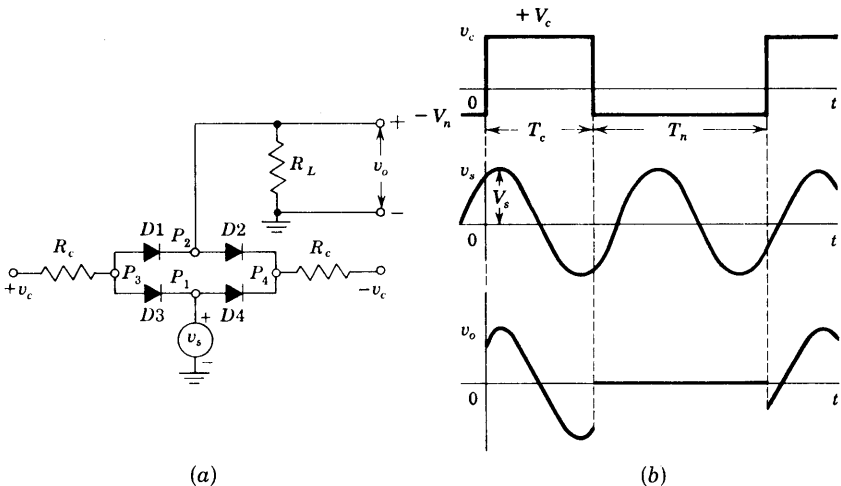 +
R_L
v_o
−
D1
P_2
D2
R_c
P_3
P_1
P_4
R_c
+v_c
D3
D4
−v_c
+
v_s
−
(a)
+V_c
v_c
0
t
−V_n
T_c
T_n
v_s
V_s
0
t
v_o
0
t
(b)